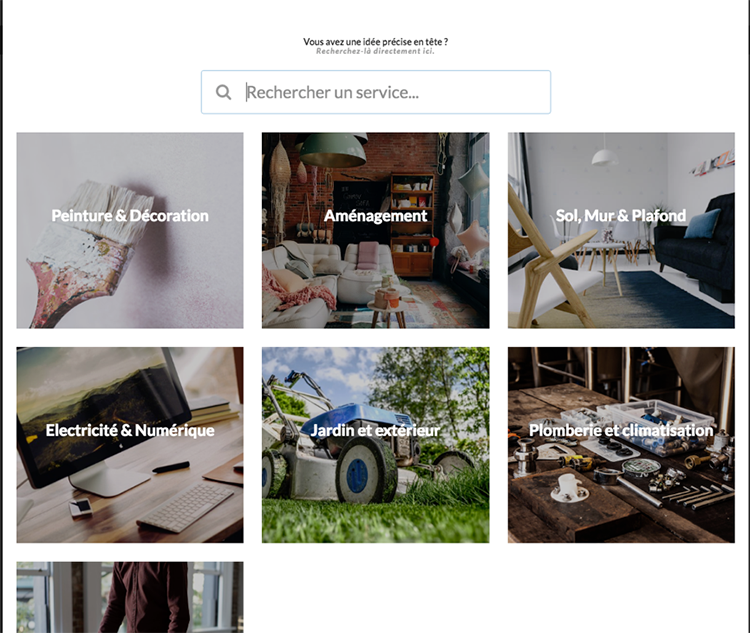 Vous avez une idée précise en tête ?
Recherchez-là directement ici.
Rechercher un service...
Peinture & Décoration
Aménagement
Sol, Mur & Plafond
Electricité & Numérique
Jardin et extérieur
Plomberie et climatisation